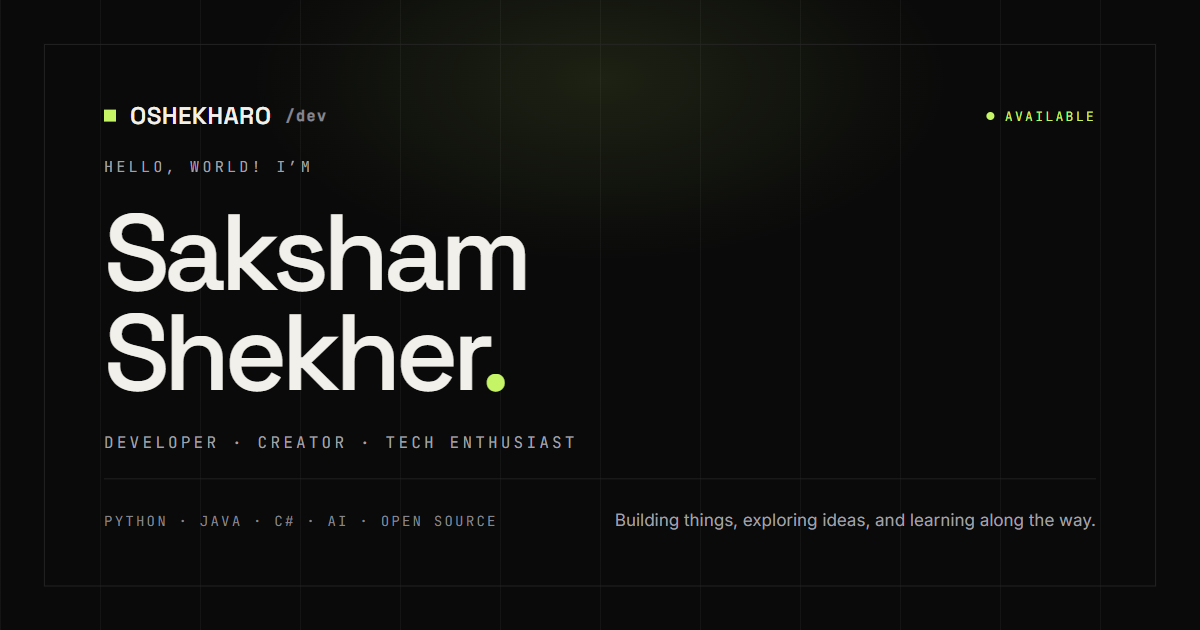 OSHEKHARO /dev
AVAILABLE
HELLO, WORLD! I’M
Saksham
Shekher.
DEVELOPER · CREATOR · TECH ENTHUSIAST
PYTHON · JAVA · C# · AI · OPEN SOURCE
Building things, exploring ideas, and learning along the way.